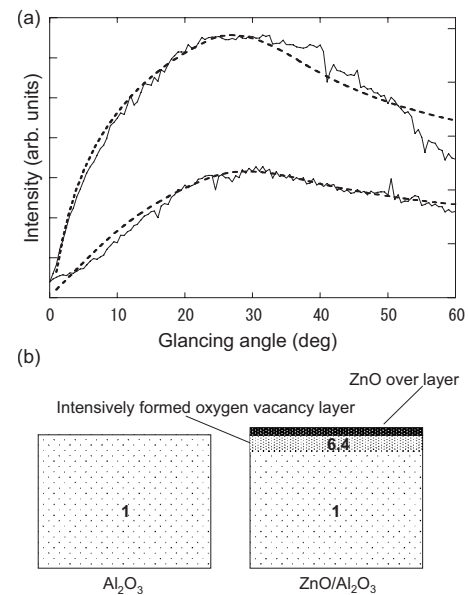 (a)
Intensity (arb. units)
0 10 20 30 40 50 60
Glancing angle (deg)
(b)
ZnO over layer
Intensively formed oxygen vacancy layer
6.4
1
1
Al₂O₃
ZnO/Al₂O₃